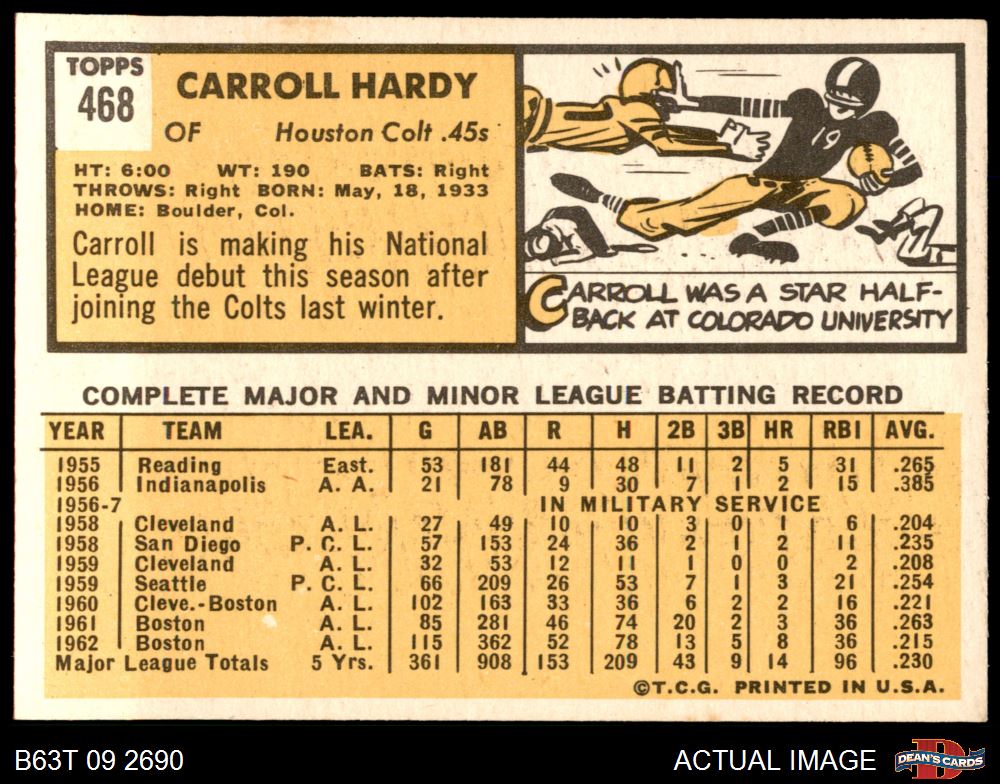 TOPPS
468
CARROLL HARDY
OF Houston Colt .45s
HT: 6:00 WT: 190 BATS: Right
THROWS: Right BORN: May, 18, 1933
HOME: Boulder, Col.
Carroll is making his National
League debut this season after
joining the Colts last winter.
19
CARROLL WAS A STAR HALF-
BACK AT COLORADO UNIVERSITY
COMPLETE MAJOR AND MINOR LEAGUE BATTING RECORD
YEAR TEAM LEA. G AB R H 2B 3B HR RBI AVG.
1955 Reading East. 53 181 44 48 11 2 5 31 .265
1956 Indianapolis A. A. 21 78 9 30 7 1 2 15 .385
1956-7 IN MILITARY SERVICE
1958 Cleveland A. L. 27 49 10 10 3 0 1 6 .204
1958 San Diego P. C. L. 57 153 24 36 2 1 2 11 .235
1959 Cleveland A. L. 32 53 12 11 1 0 0 2 .208
1959 Seattle P. C. L. 66 209 26 53 7 1 3 21 .254
1960 Cleve.-Boston A. L. 102 163 33 36 6 2 2 16 .221
1961 Boston A. L. 85 281 46 74 20 2 3 36 .263
1962 Boston A. L. 115 362 52 78 13 5 8 36 .215
Major League Totals 5 Yrs. 361 908 153 209 43 9 14 96 .230
©T.C.G. PRINTED IN U.S.A.
B63T 09 2690
ACTUAL IMAGE
D
DEAN'S CARDS